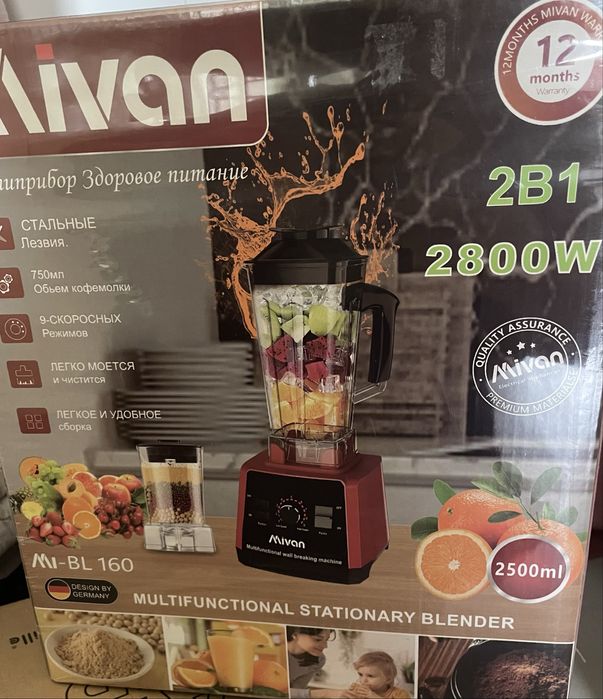 Mivan
12MONTHS MIVAN WAR
12
months
Warranty
Здоровое питание
2В1
2800W
СТАЛЬНЫЕ
Лезвия.
750мл
Обьем кофемолки
9-СКОРОСНЫХ
Режимов
ЛЕГКО МОЕТСЯ
и чистится
ЛЕГКОЕ И УДОБНОЕ
сборка
QUALITY ASSURANCE
Mivan
PREMIUM MATERIALS
Mivan
Multifunctional wall breaking machine
2500ml
MI-BL 160
DESIGN BY
GERMANY
MULTIFUNCTIONAL STATIONARY BLENDER